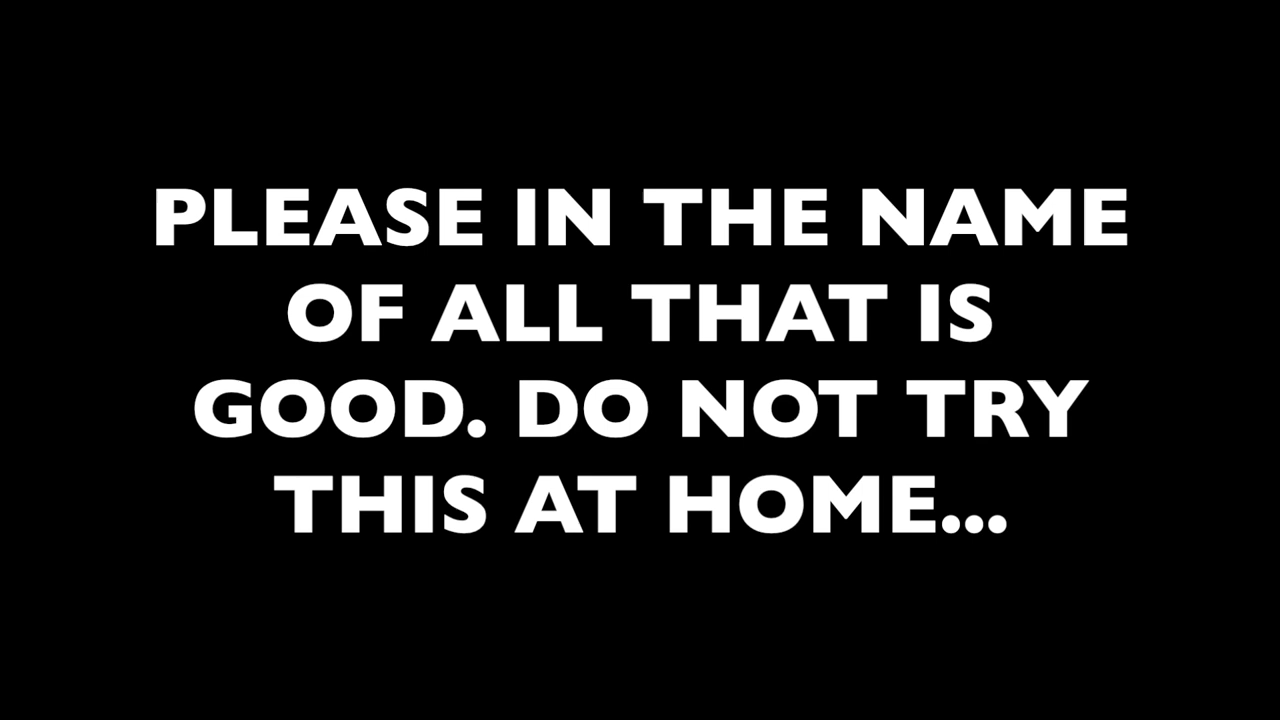 PLEASE IN THE NAME
OF ALL THAT IS
GOOD. DO NOT TRY
THIS AT HOME...